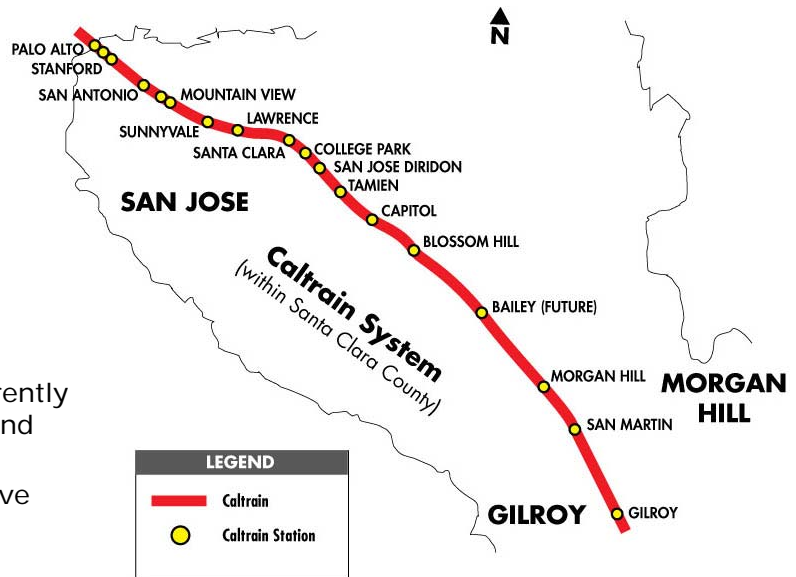 N
PALO ALTO
STANFORD
SAN ANTONIO
MOUNTAIN VIEW
SUNNYVALE
LAWRENCE
SANTA CLARA
COLLEGE PARK
SAN JOSE DIRIDON
TAMIEN
CAPITOL
BLOSSOM HILL
SAN JOSE
Caltrain System
(within Santa Clara County)
BAILEY (FUTURE)
MORGAN HILL
MORGAN
HILL
SAN MARTIN
GILROY
GILROY
LEGEND
Caltrain
Caltrain Station